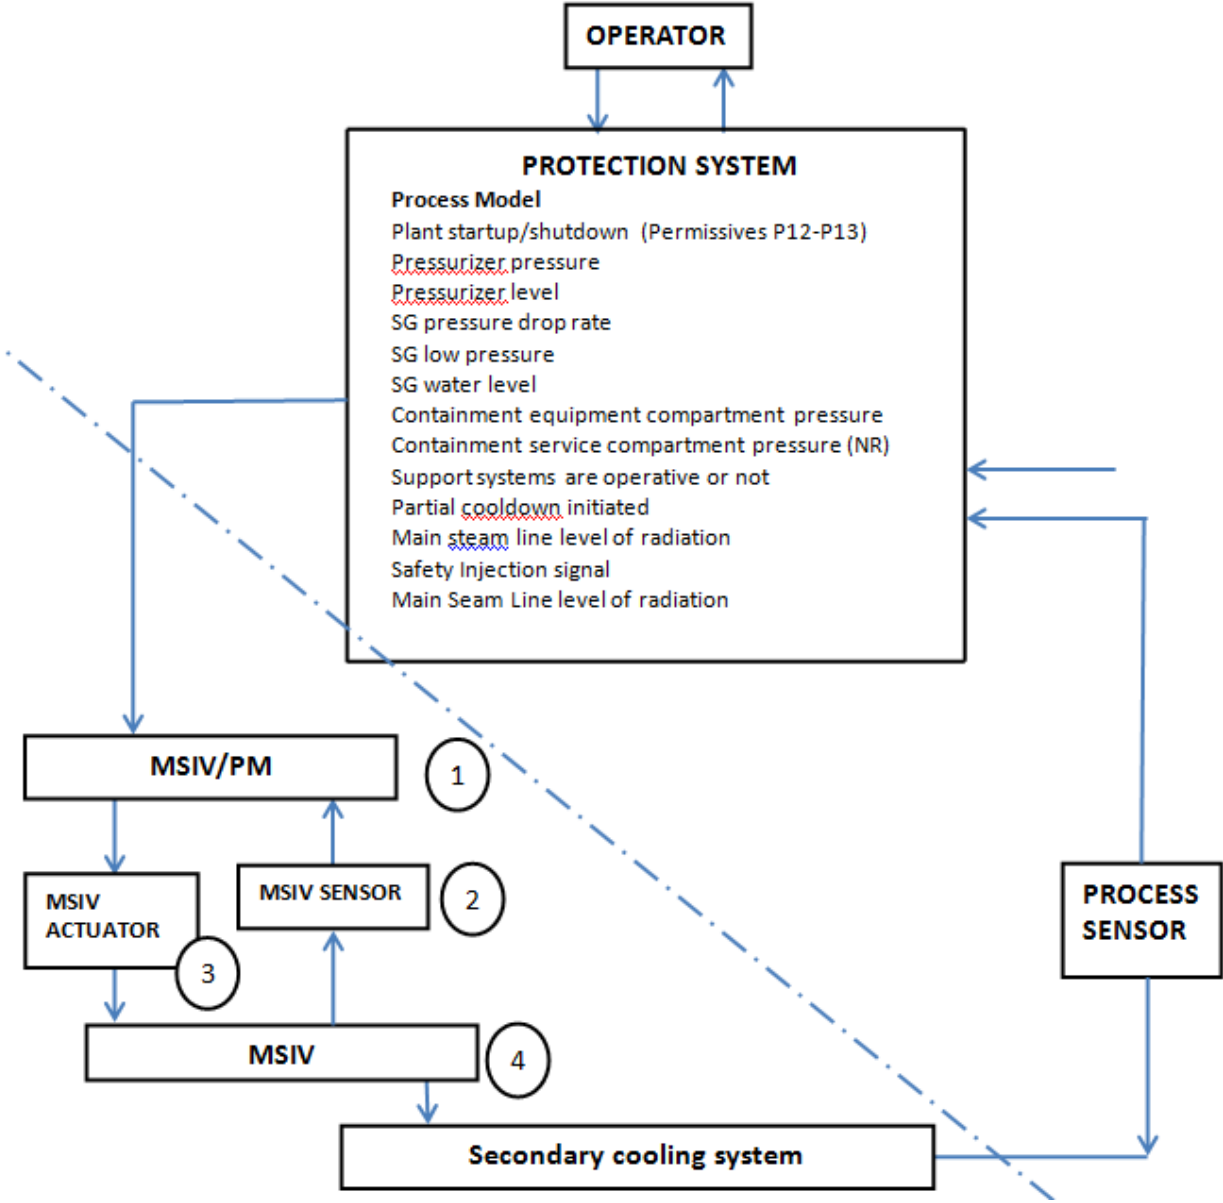 OPERATOR
PROTECTION SYSTEM
Process Model
Plant startup/shutdown (Permissives P12-P13)
Pressurizer pressure
Pressurizer level
SG pressure drop rate
SG low pressure
SG water level
Containment equipment compartment pressure
Containment service compartment pressure (NR)
Support systems are operative or not
Partial cooldown initiated
Main steam line level of radiation
Safety Injection signal
Main Seam Line level of radiation
MSIV/PM
1
MSIV SENSOR
2
MSIV
ACTUATOR
3
MSIV
4
PROCESS
SENSOR
Secondary cooling system